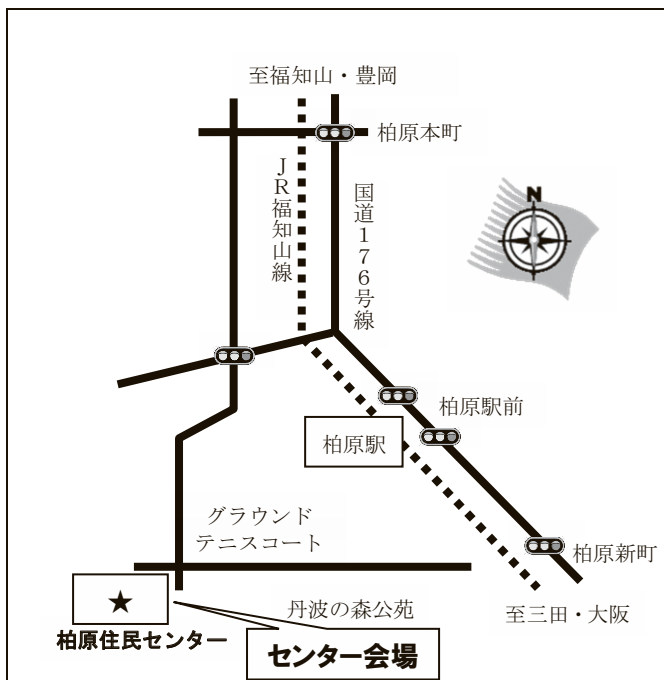 至福知山・豊岡
柏原本町
JR福知山線
国道176号線
N
柏原駅前
柏原駅
グラウンド
テニスコート
柏原新町
丹波の森公苑
至三田・大阪
★
柏原住民センター
センター会場